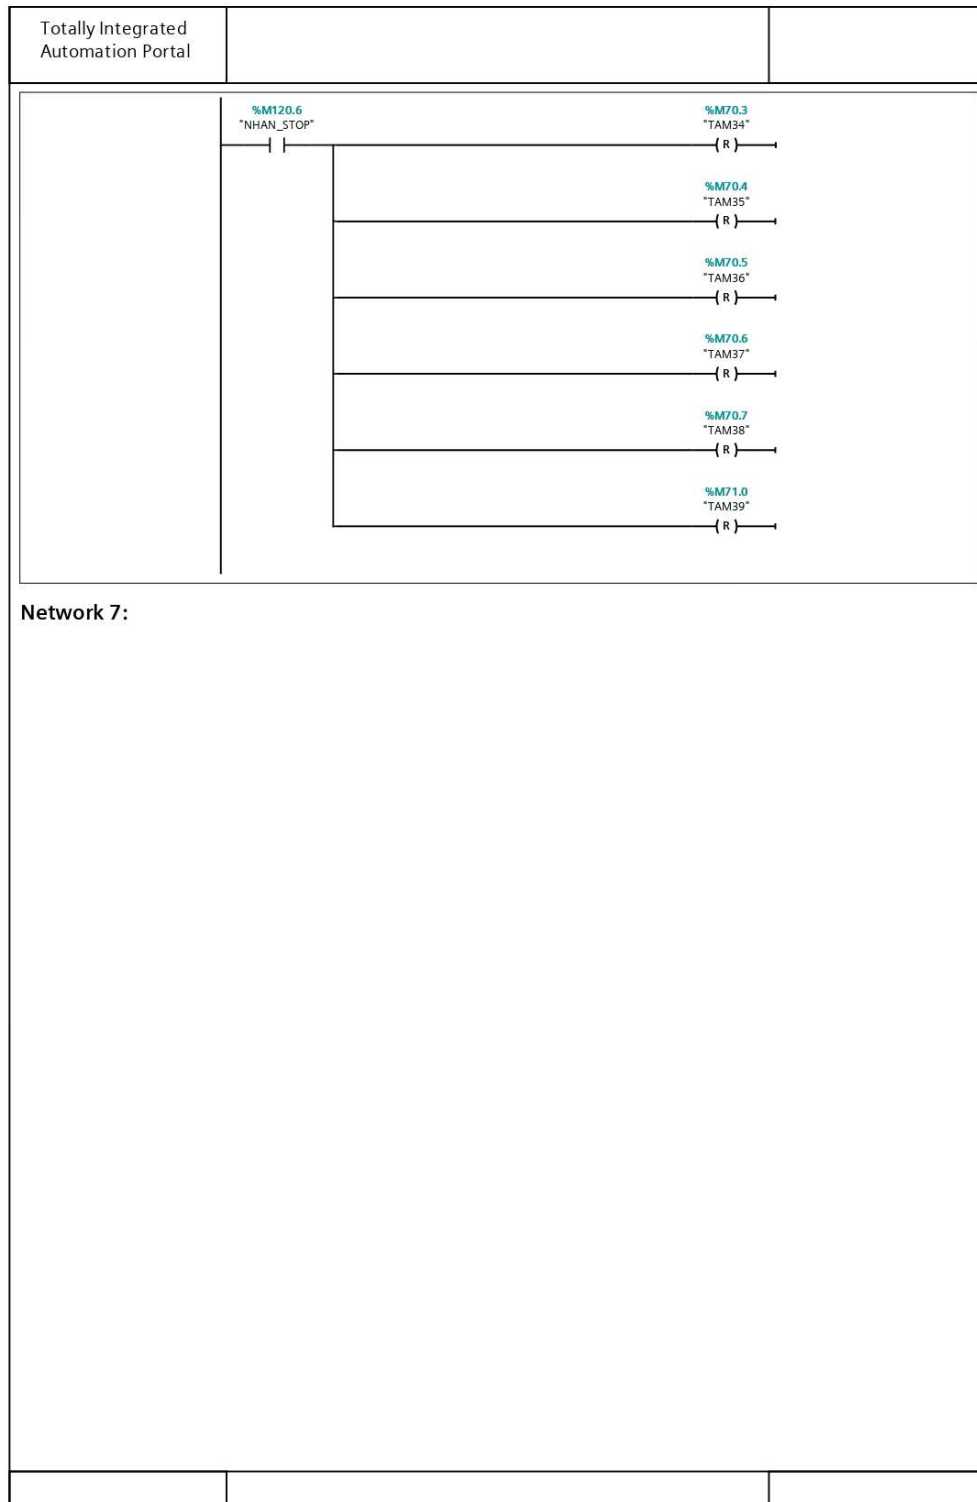 Totally Integrated
Automation Portal
%M120.6
"NHAN_STOP"
%M70.3
"TAM34"
R
%M70.4
"TAM35"
R
%M70.5
"TAM36"
R
%M70.6
"TAM37"
R
%M70.7
"TAM38"
R
%M71.0
"TAM39"
R
Network 7: